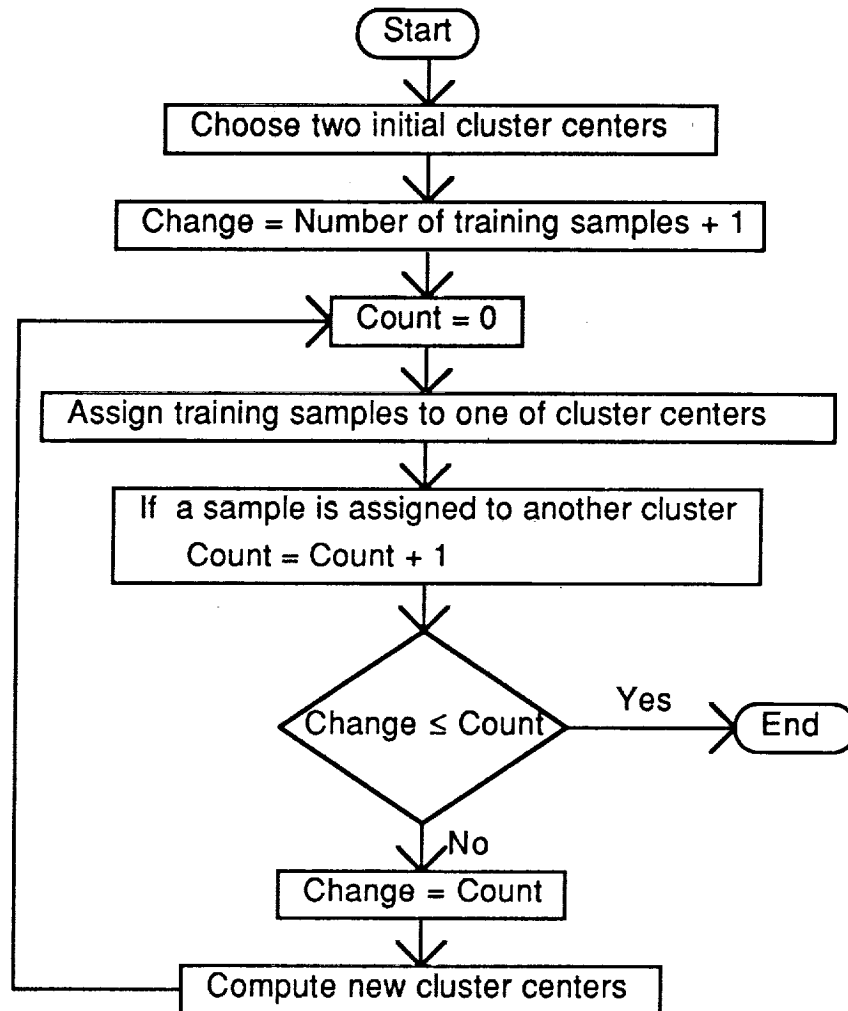 Start
Choose two initial cluster centers
Change = Number of training samples + 1
Count = 0
Assign training samples to one of cluster centers
If a sample is assigned to another cluster
Count = Count + 1
Change ≤ Count
Yes
End
No
Change = Count
Compute new cluster centers